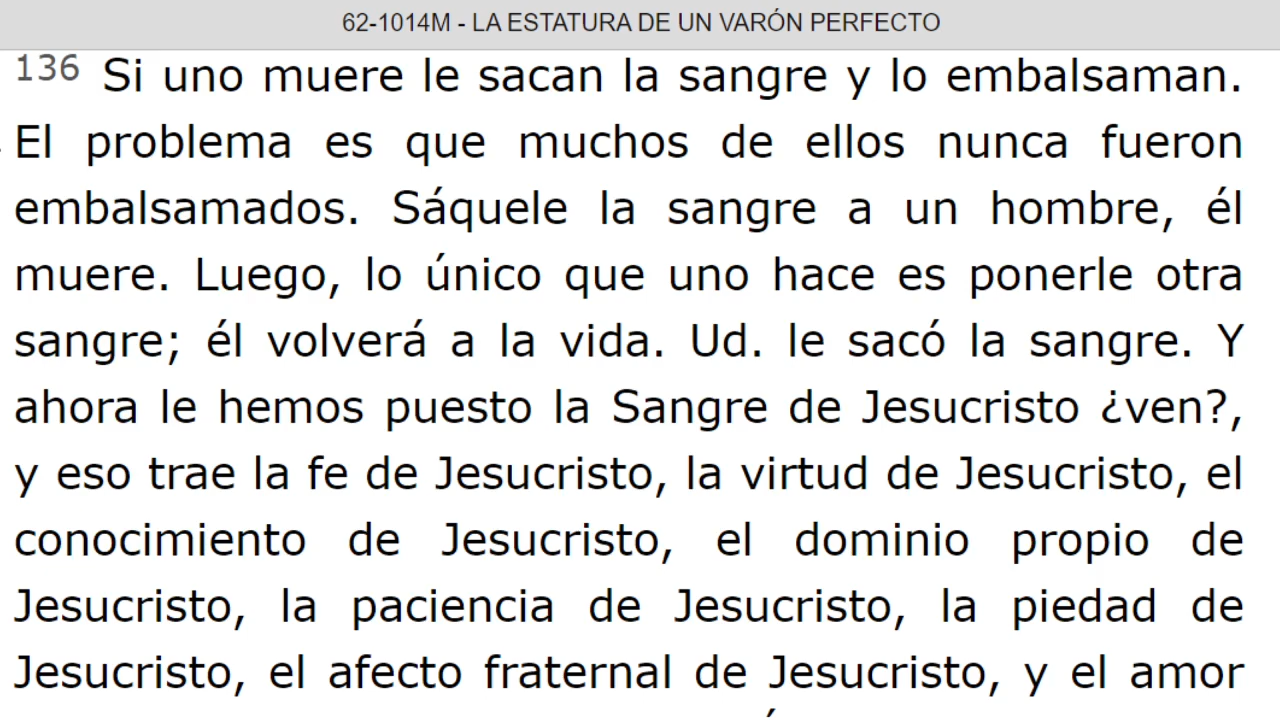 62-1014M - LA ESTATURA DE UN VARÓN PERFECTO
136 Si uno muere le sacan la sangre y lo embalsaman.
El problema es que muchos de ellos nunca fueron
embalsamados. Sáquele la sangre a un hombre, él
muere. Luego, lo único que uno hace es ponerle otra
sangre; él volverá a la vida. Ud. le sacó la sangre. Y
ahora le hemos puesto la Sangre de Jesucristo ¿ven?,
y eso trae la fe de Jesucristo, la virtud de Jesucristo, el
conocimiento de Jesucristo, el dominio propio de
Jesucristo, la paciencia de Jesucristo, la piedad de
Jesucristo, el afecto fraternal de Jesucristo, y el amor